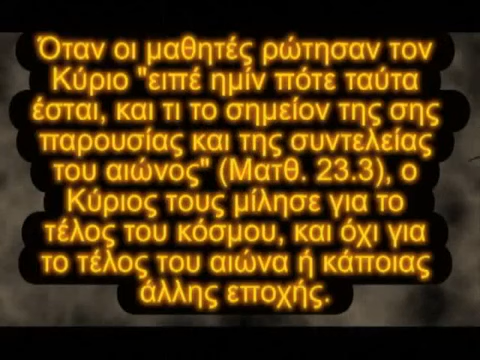 Όταν οι μαθητές ρώτησαν τον
Κύριο "ειπέ ημίν πότε ταύτα
έσται, και τι το σημείον της σης
παρουσίας και της συντελείας
του αιώνος" (Ματθ. 23.3), ο
Κύριος τους μίλησε για το
τέλος του κόσμου, και όχι για
το τέλος του αιώνα ή κάποιας
άλλης εποχής.